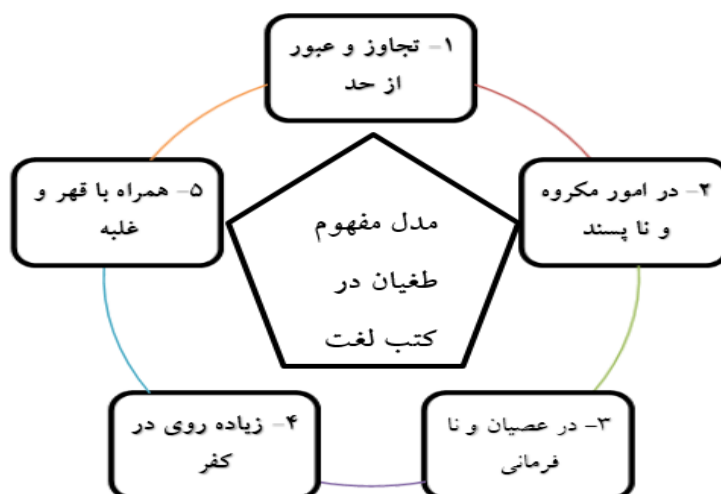 ۱- تجاوز و عبور
از حد
۲- در امور مکروه
و نا پسند
۳- در عصیان و نا
فرمانی
۴- زیاده روی در
کفر
۵- همراه با قهر و
غلبه
مدل مفهوم
طغیان در
کتب لغت